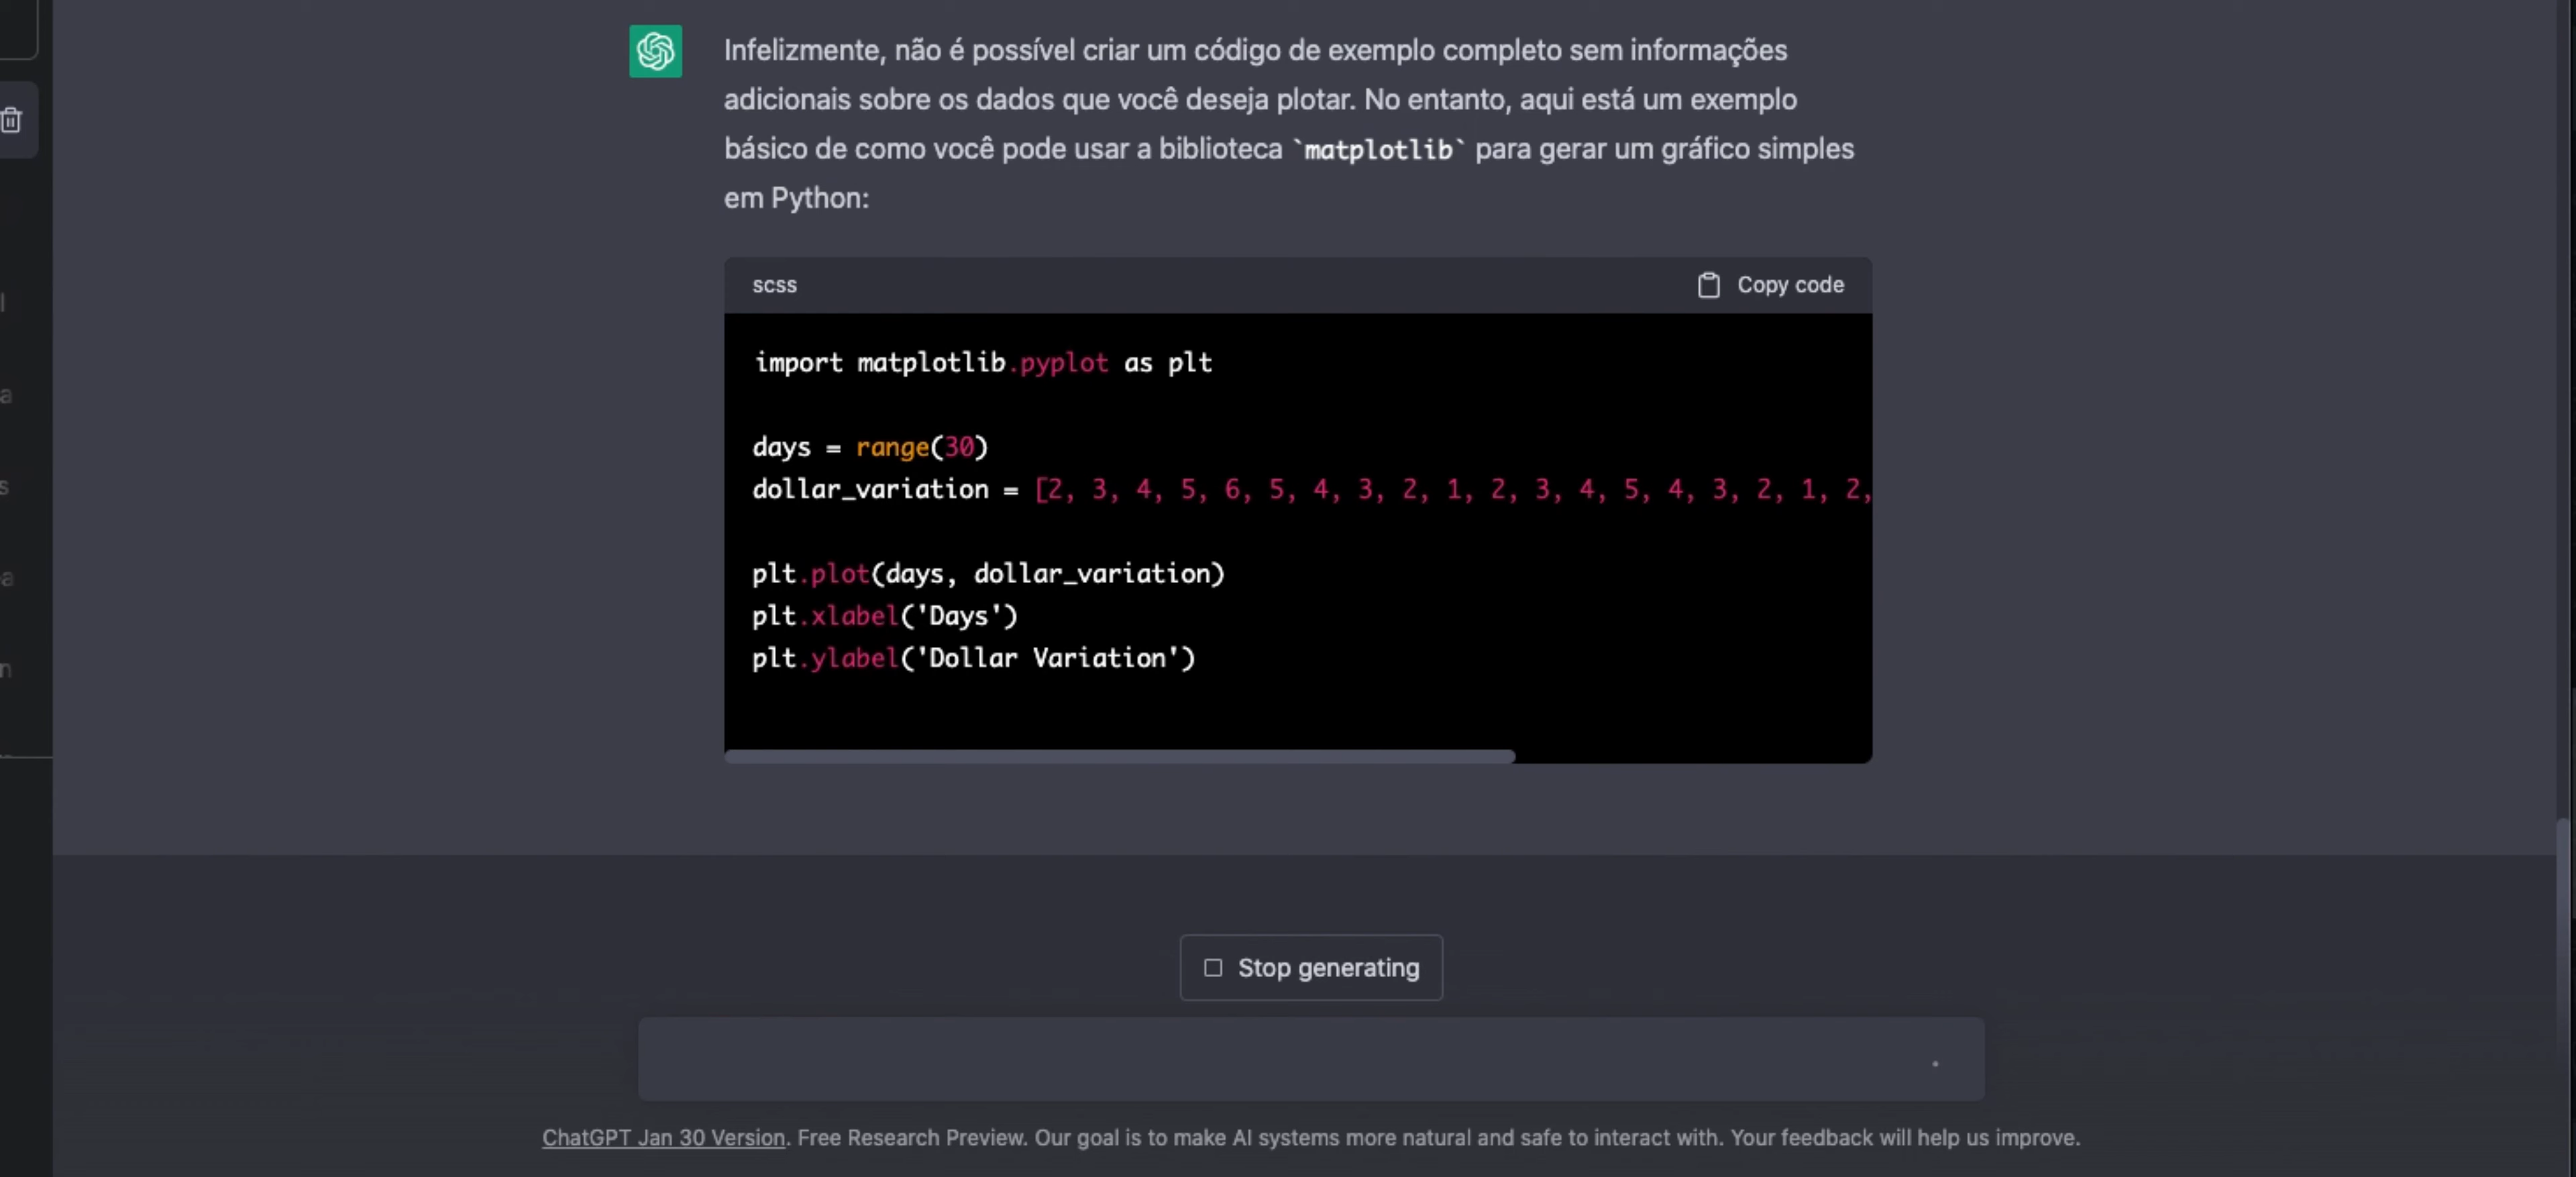 Infelizmente, não é possível criar um código de exemplo completo sem informações
adicionais sobre os dados que você deseja plotar. No entanto, aqui está um exemplo
básico de como você pode usar a biblioteca `matplotlib` para gerar um gráfico simples
em Python:
scss
Copy code
import matplotlib.pyplot as plt
days = range(30)
dollar_variation = [2, 3, 4, 5, 6, 5, 4, 3, 2, 1, 2, 3, 4, 5, 4, 3, 2, 1, 2,
plt.plot(days, dollar_variation)
plt.xlabel('Days')
plt.ylabel('Dollar Variation')
Stop generating
ChatGPT Jan 30 Version. Free Research Preview. Our goal is to make AI systems more natural and safe to interact with. Your feedback will help us improve.